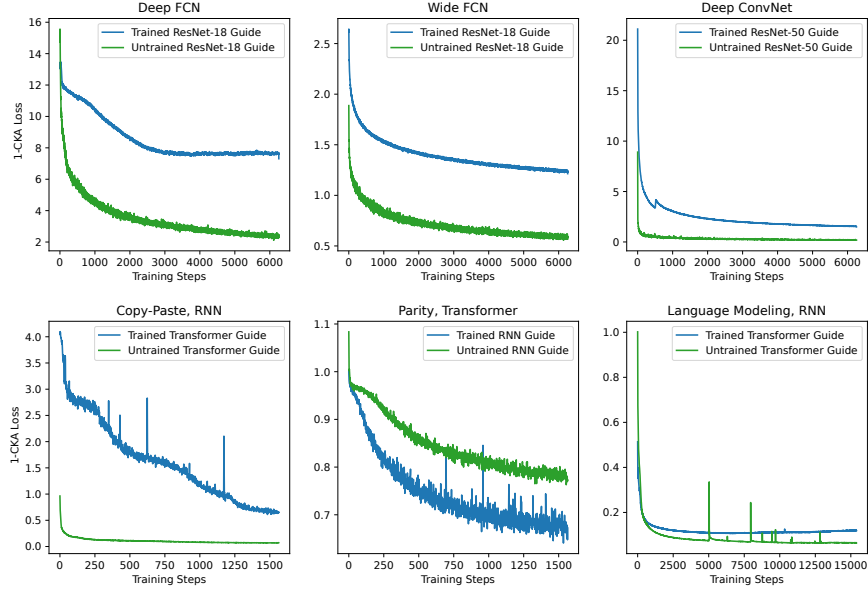 Deep FCN
Trained ResNet-18 Guide
Untrained ResNet-18 Guide
1-CKA Loss
16
14
12
10
8
6
4
2
0 1000 2000 3000 4000 5000 6000
Training Steps
Wide FCN
Trained ResNet-18 Guide
Untrained ResNet-18 Guide
2.5
2.0
1.5
1.0
0.5
0 1000 2000 3000 4000 5000 6000
Training Steps
Deep ConvNet
Trained ResNet-50 Guide
Untrained ResNet-50 Guide
20
15
10
5
0
0 1000 2000 3000 4000 5000 6000
Training Steps
Copy-Paste, RNN
Trained Transformer Guide
Untrained Transformer Guide
1-CKA Loss
4.0
3.5
3.0
2.5
2.0
1.5
1.0
0.5
0.0
0 250 500 750 1000 1250 1500
Training Steps
Parity, Transformer
Trained RNN Guide
Untrained RNN Guide
1.1
1.0
0.9
0.8
0.7
0 250 500 750 1000 1250 1500
Training Steps
Language Modeling, RNN
Trained Transformer Guide
Untrained Transformer Guide
1.0
0.8
0.6
0.4
0.2
0 2500 5000 7500 10000 12500 15000
Training Steps